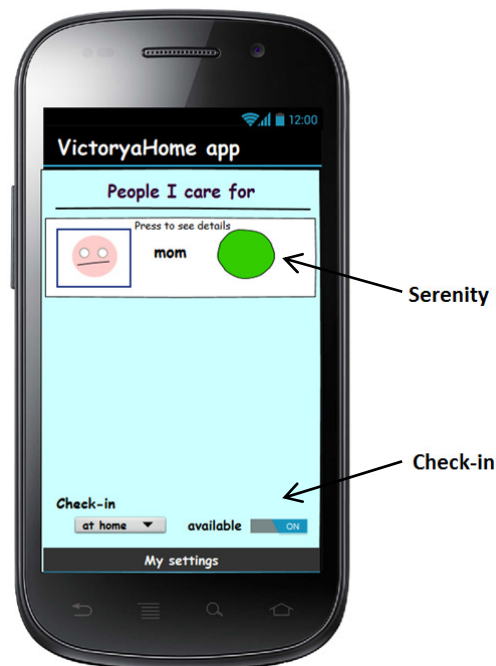 12:00
VictoryaHome app
People I care for
Press to see details
mom
Serenity
Check-in
Check-in
at home
available
ON
My settings